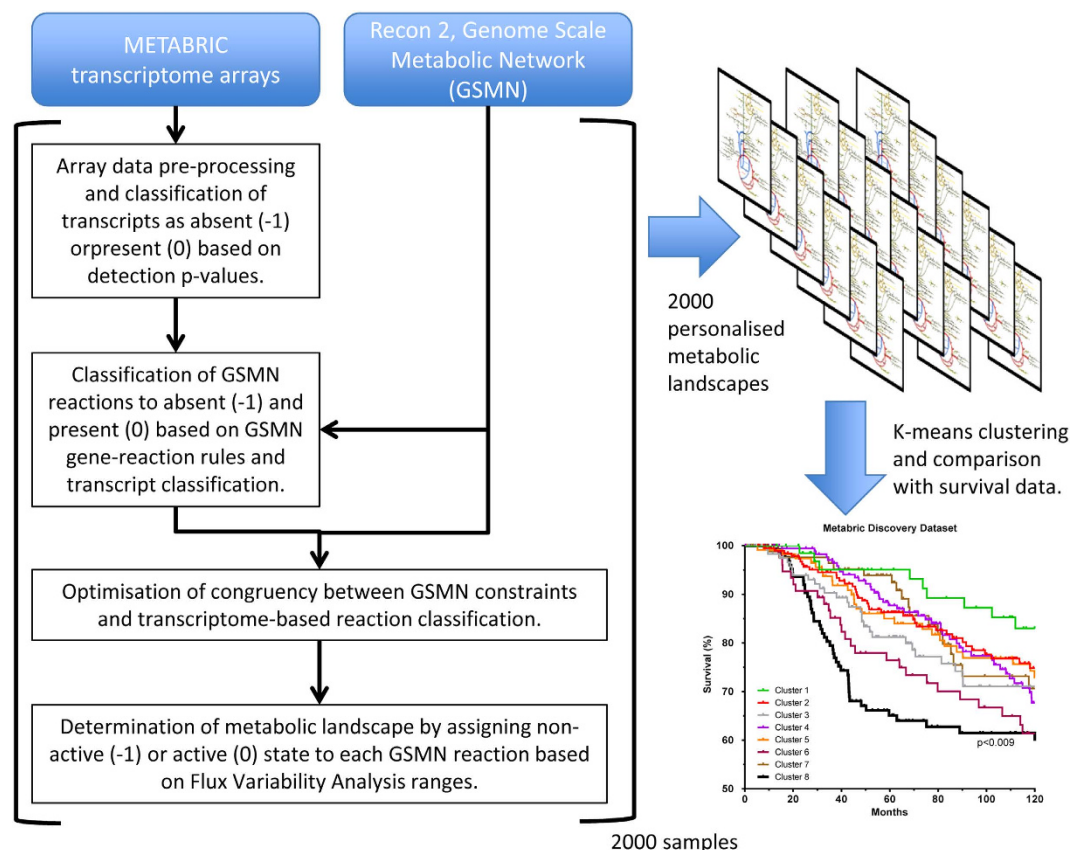 METABRIC
transcriptome arrays
Recon 2, Genome Scale
Metabolic Network
(GSMN)
Array data pre-processing
and classification of
transcripts as absent (-1)
orpresent (0) based on
detection p-values.
Classification of GSMN
reactions to absent (-1) and
present (0) based on GSMN
gene-reaction rules and
transcript classification.
Optimisation of congruency between GSMN constraints
and transcriptome-based reaction classification.
Determination of metabolic landscape by assigning non-
active (-1) or active (0) state to each GSMN reaction based
on Flux Variability Analysis ranges.
2000 samples
2000
personalised
metabolic
landscapes
K-means clustering
and comparison
with survival data.
Metabric Discovery Dataset
Survival (%)
100
90
80
70
60
50
Cluster 1
Cluster 2
Cluster 3
Cluster 4
Cluster 5
Cluster 6
Cluster 7
Cluster 8
p<0.009
0 20 40 60 80 100 120
Months